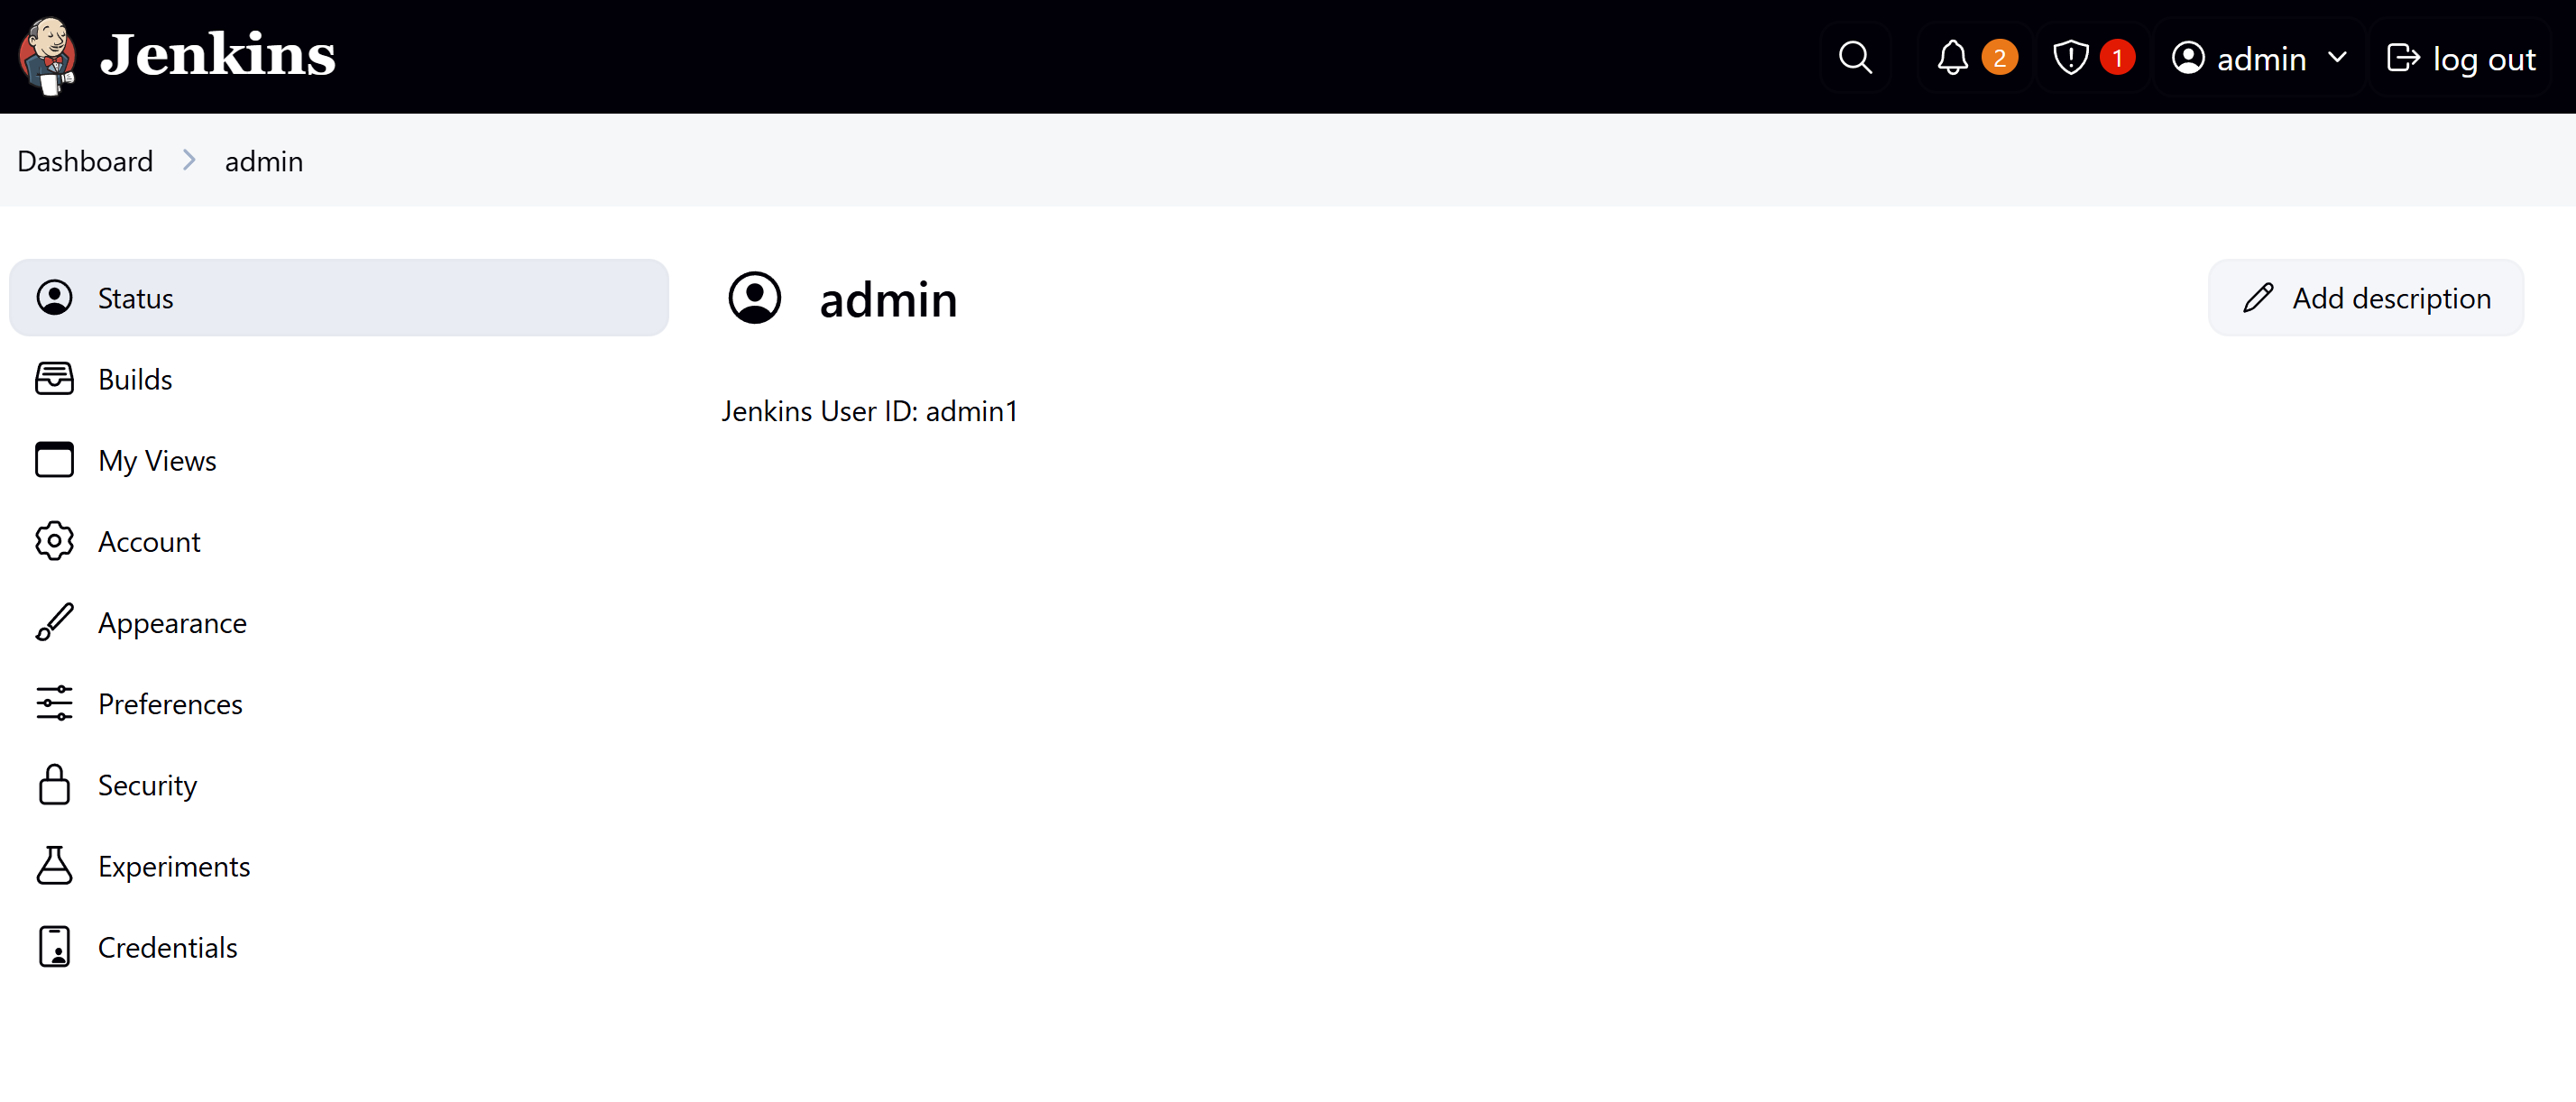 Jenkins
2
1
admin
log out
Dashboard
admin
Status
Builds
My Views
Account
Appearance
Preferences
Security
Experiments
Credentials
admin
Add description
Jenkins User ID: admin1